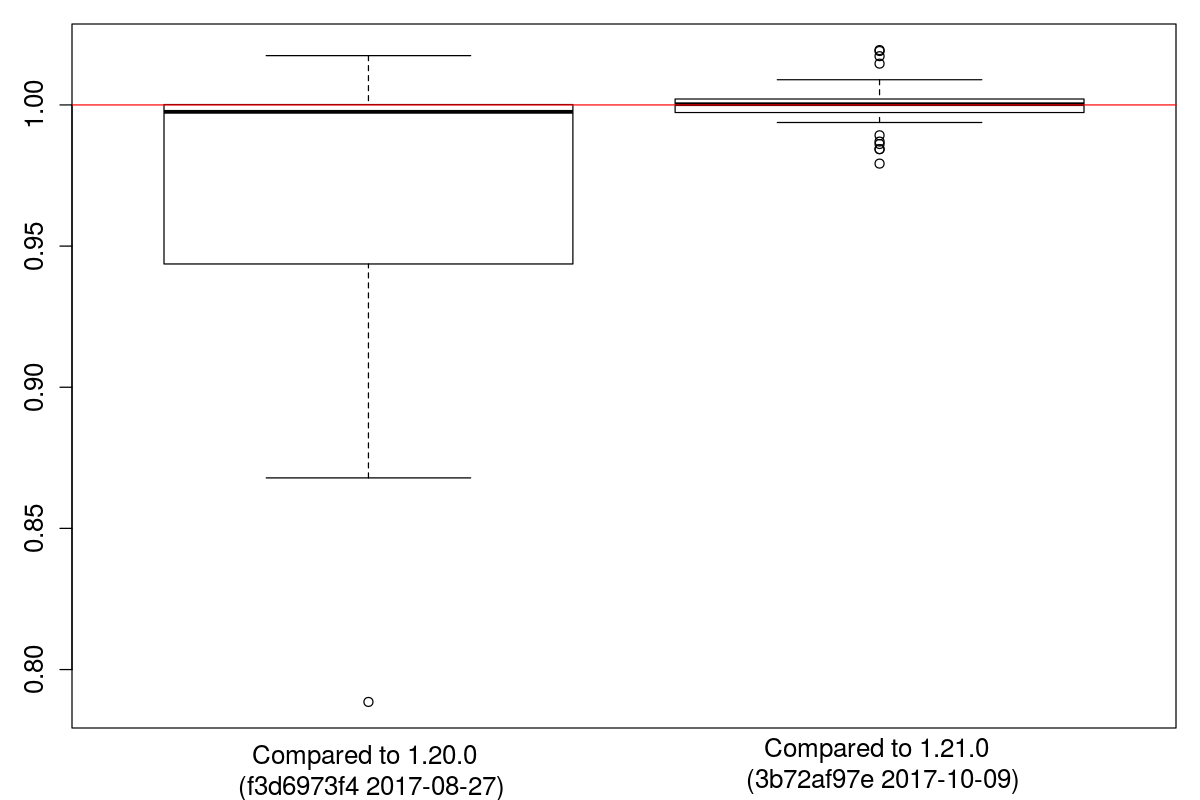 1.00
0.95
0.90
0.85
0.80
Compared to 1.20.0
(f3d6973f4 2017-08-27)
Compared to 1.21.0
(3b72af97e 2017-10-09)